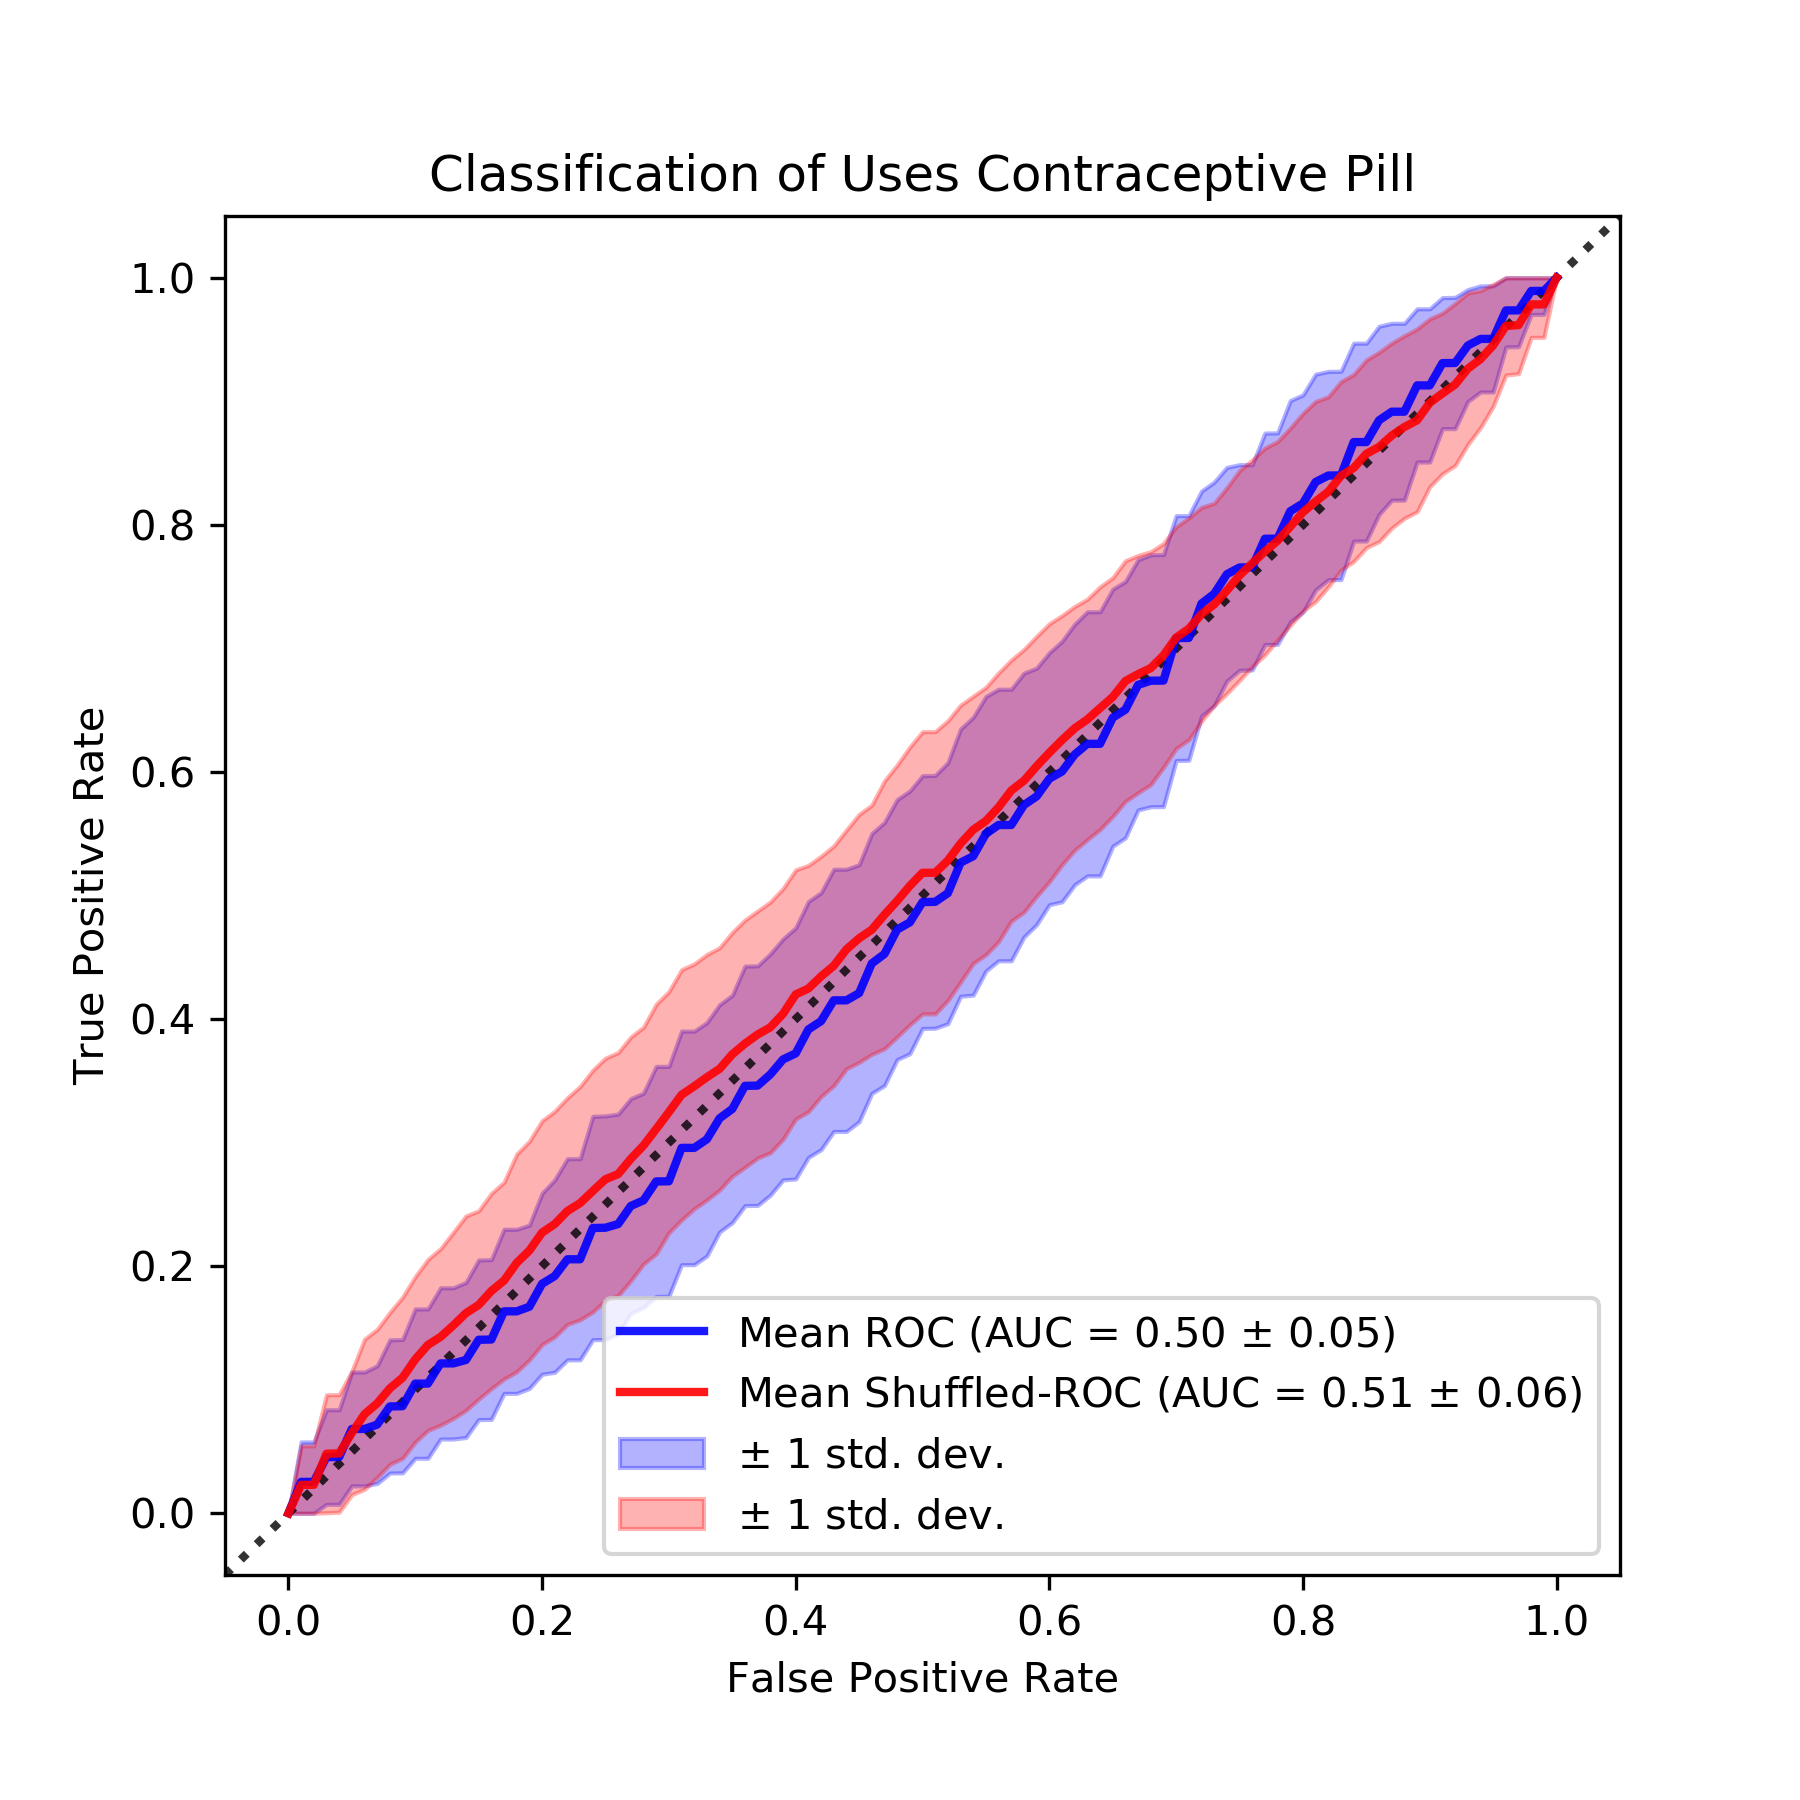 Classification of Uses Contraceptive Pill
True Positive Rate
1.0
0.8
0.6
0.4
0.2
0.0
Mean ROC (AUC = 0.50 ± 0.05)
Mean Shuffled-ROC (AUC = 0.51 ± 0.06)
± 1 std. dev.
± 1 std. dev.
0.0 0.2 0.4 0.6 0.8 1.0
False Positive Rate